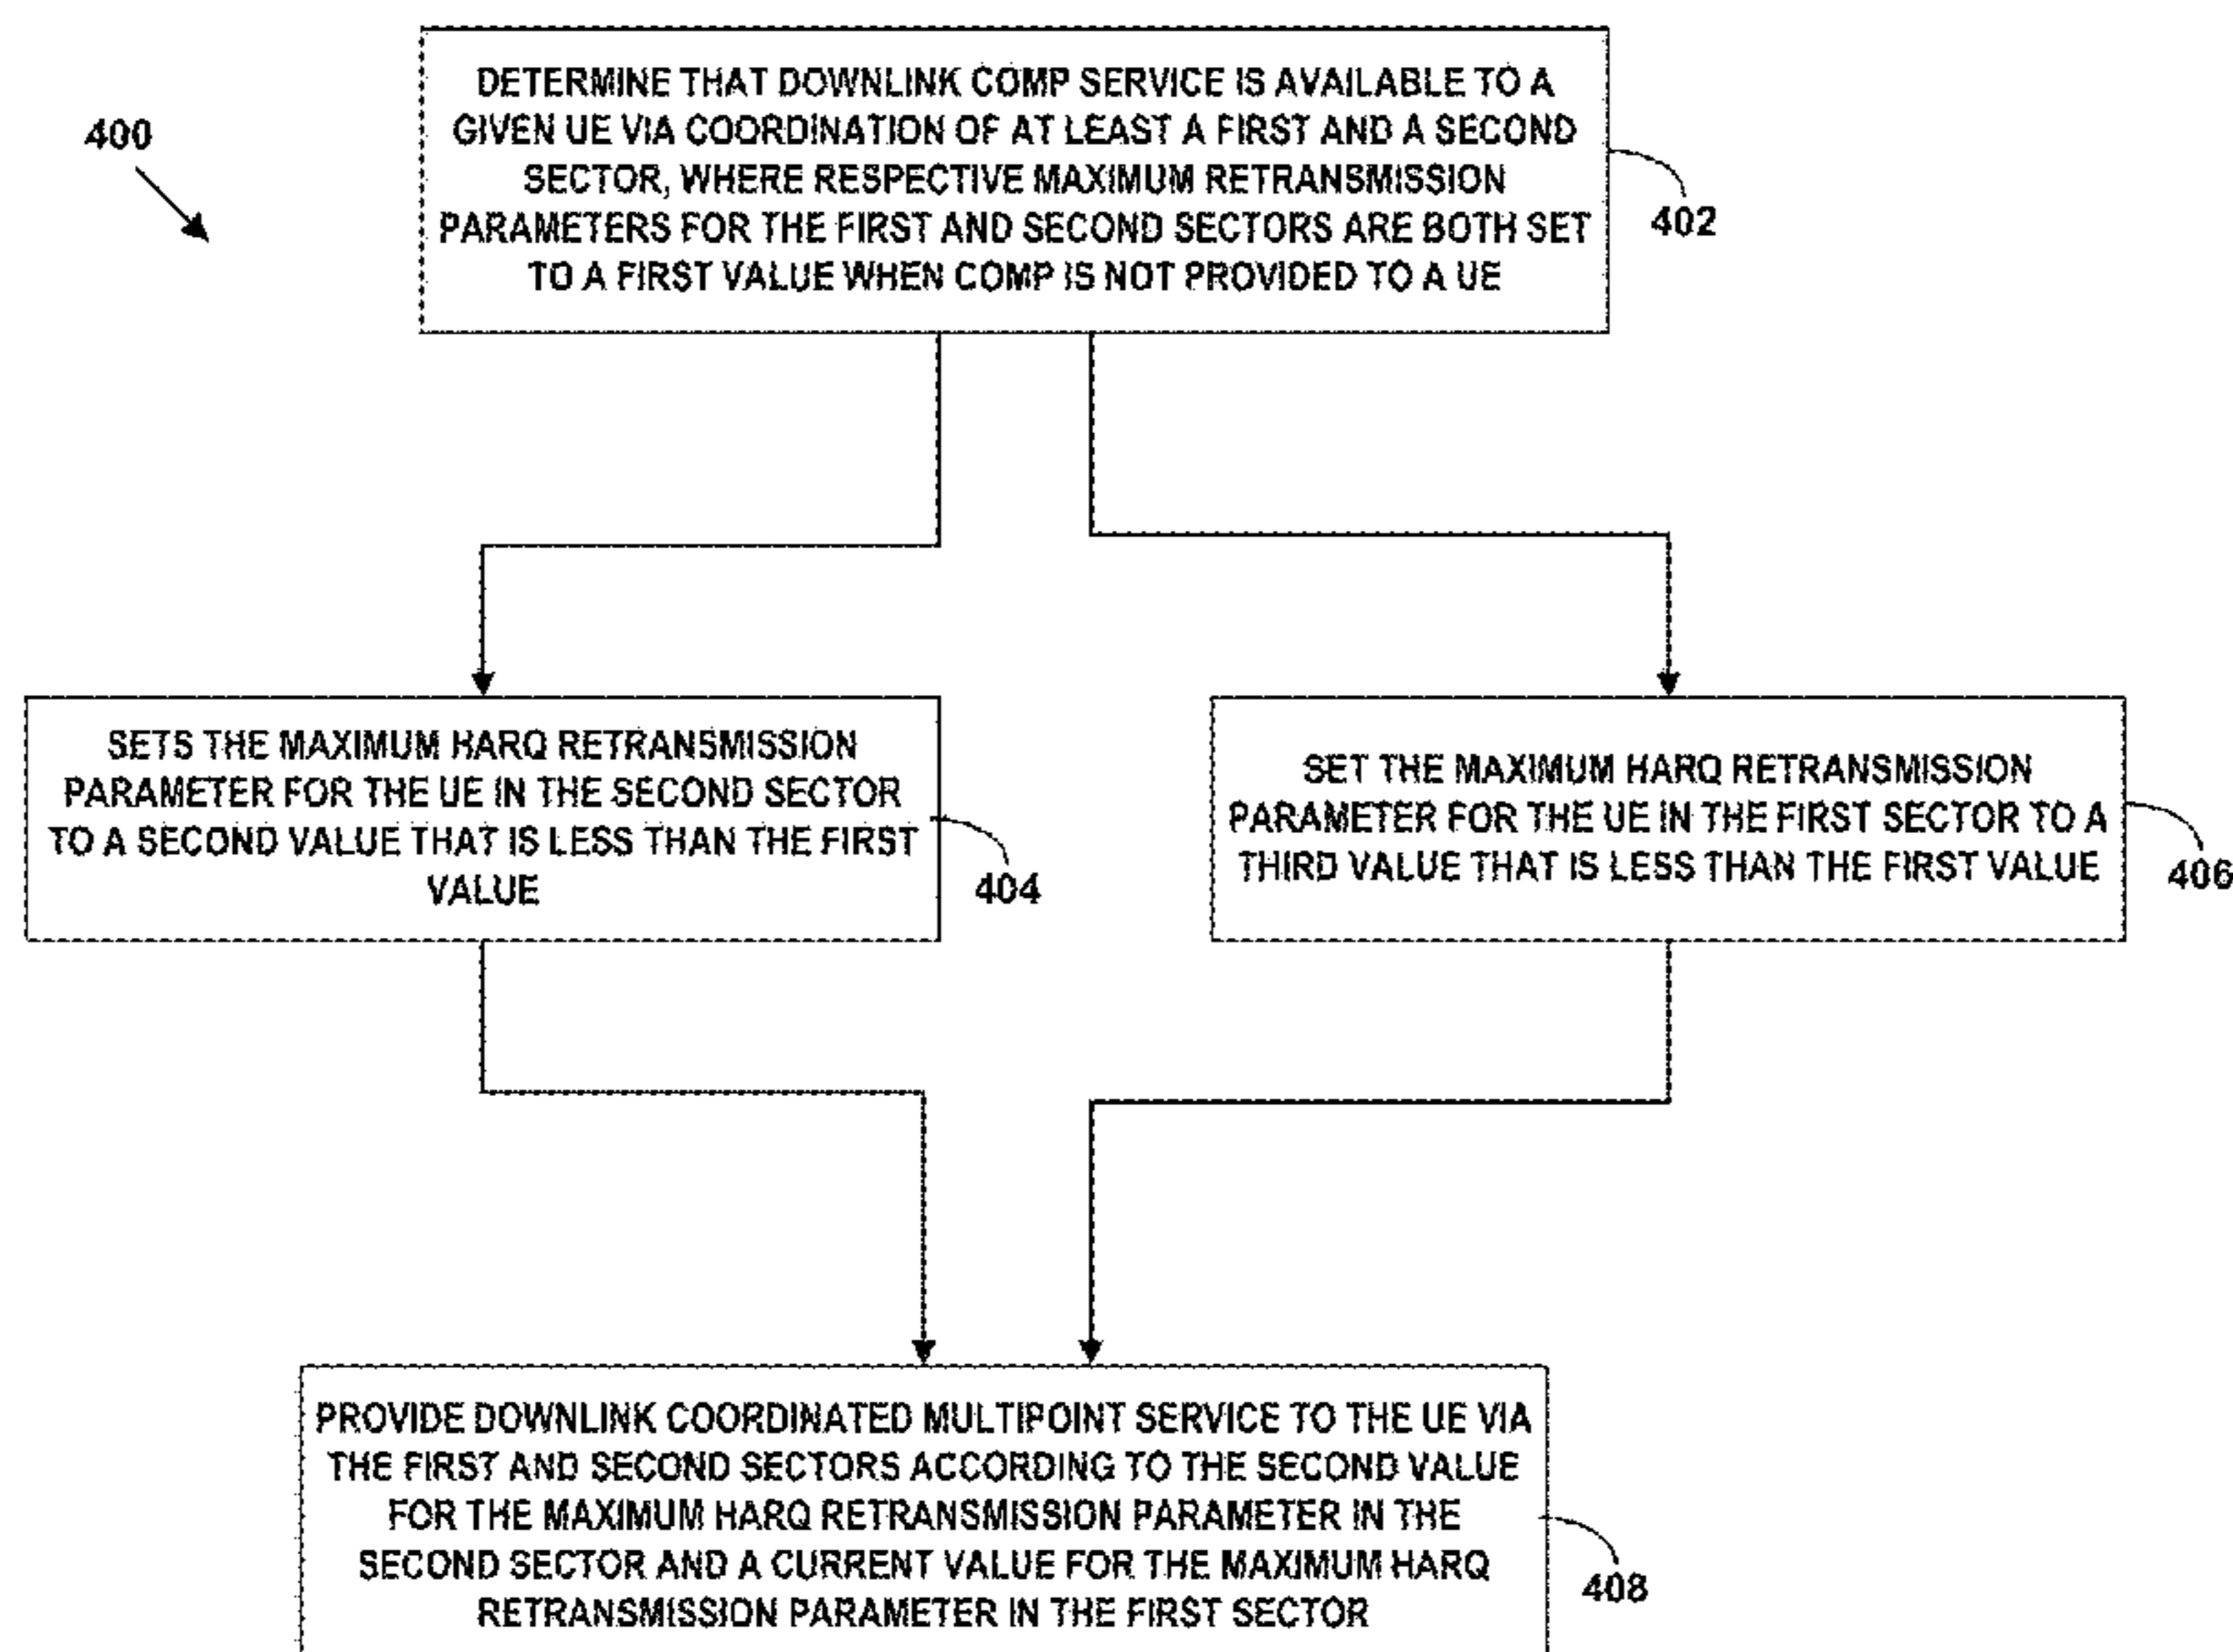 400
DETERMINE THAT DOWNLINK COMP SERVICE IS AVAILABLE TO A
GIVEN UE VIA COORDINATION OF AT LEAST A FIRST AND A SECOND
SECTOR, WHERE RESPECTIVE MAXIMUM RETRANSMISSION
PARAMETERS FOR THE FIRST AND SECOND SECTORS ARE BOTH SET
TO A FIRST VALUE WHEN COMP IS NOT PROVIDED TO A UE
402
SETS THE MAXIMUM HARQ RETRANSMISSION
PARAMETER FOR THE UE IN THE SECOND SECTOR
TO A SECOND VALUE THAT IS LESS THAN THE FIRST
VALUE
404
SET THE MAXIMUM HARQ RETRANSMISSION
PARAMETER FOR THE UE IN THE FIRST SECTOR TO A
THIRD VALUE THAT IS LESS THAN THE FIRST VALUE
406
PROVIDE DOWNLINK COORDINATED MULTIPOINT SERVICE TO THE UE VIA
THE FIRST AND SECOND SECTORS ACCORDING TO THE SECOND VALUE
FOR THE MAXIMUM HARQ RETRANSMISSION PARAMETER IN THE
SECOND SECTOR AND A CURRENT VALUE FOR THE MAXIMUM HARQ
RETRANSMISSION PARAMETER IN THE FIRST SECTOR
408